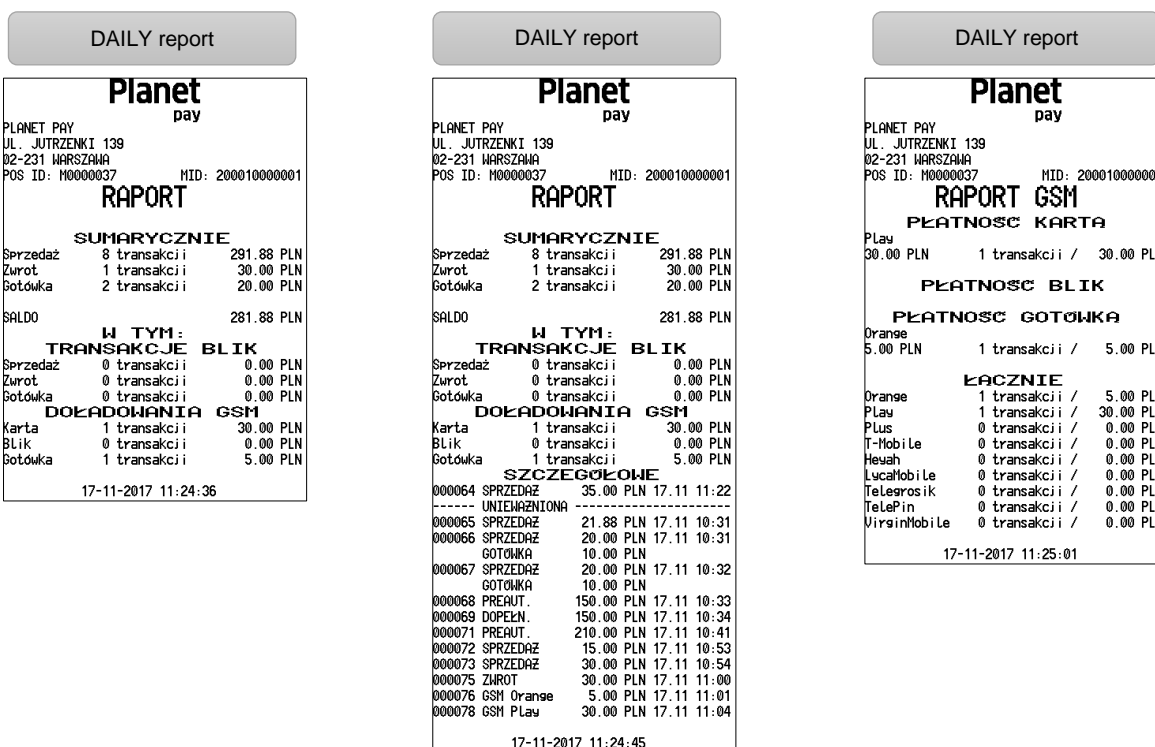 DAILY report
Planet
pay
PLANET PAY
UL. JUTRZENKI 139
02-231 WARSZAWA
POS ID: M0000037 MID: 200010000001
RAPORT
SUMARYCZNIE
Sprzedaż 8 transakcji 291.88 PLN
Zwrot 1 transakcji 30.00 PLN
Gotówka 2 transakcji 20.00 PLN
SALDO 281.88 PLN
W TYM:
TRANSAKCJE BLIK
Sprzedaż 0 transakcji 0.00 PLN
Zwrot 0 transakcji 0.00 PLN
Gotówka 0 transakcji 0.00 PLN
DOŁADOWANIA GSM
Karta 1 transakcji 30.00 PLN
Blik 0 transakcji 0.00 PLN
Gotówka 1 transakcji 5.00 PLN
17-11-2017 11:24:36
DAILY report
Planet
pay
PLANET PAY
UL. JUTRZENKI 139
02-231 WARSZAWA
POS ID: M0000037 MID: 200010000001
RAPORT
SUMARYCZNIE
Sprzedaż 8 transakcji 291.88 PLN
Zwrot 1 transakcji 30.00 PLN
Gotówka 2 transakcji 20.00 PLN
SALDO 281.88 PLN
W TYM:
TRANSAKCJE BLIK
Sprzedaż 0 transakcji 0.00 PLN
Zwrot 0 transakcji 0.00 PLN
Gotówka 0 transakcji 0.00 PLN
DOŁADOWANIA GSM
Karta 1 transakcji 30.00 PLN
Blik 0 transakcji 0.00 PLN
Gotówka 1 transakcji 5.00 PLN
SZCZEGÓŁOWE
000064 SPRZEDAŻ 35.00 PLN 17.11 11:22
------ UNIEWAŻNIONA ----------------------
000065 SPRZEDAŻ 21.88 PLN 17.11 10:31
000066 SPRZEDAŻ 20.00 PLN 17.11 10:31
GOTÓWKA 10.00 PLN
000067 SPRZEDAŻ 20.00 PLN 17.11 10:32
GOTÓWKA 10.00 PLN
000068 PREAUT. 150.00 PLN 17.11 10:33
000069 DOPEŁN. 150.00 PLN 17.11 10:34
000071 PREAUT. 210.00 PLN 17.11 10:41
000072 SPRZEDAŻ 15.00 PLN 17.11 10:53
000073 SPRZEDAŻ 30.00 PLN 17.11 10:54
000075 ZWROT 30.00 PLN 17.11 11:00
000076 GSM Orange 5.00 PLN 17.11 11:01
000078 GSM Play 30.00 PLN 17.11 11:04
17-11-2017 11:24:45
DAILY report
Planet
pay
PLANET PAY
UL. JUTRZENKI 139
02-231 WARSZAWA
POS ID: M0000037 MID: 20001000000
RAPORT GSM
PŁATNOŚĆ KARTĄ
Play
30.00 PLN 1 transakcji / 30.00 PL
PŁATNOŚĆ BLIK
PŁATNOŚĆ GOTÓWKĄ
Orange
5.00 PLN 1 transakcji / 5.00 PL
ŁĄCZNIE
Orange 1 transakcji / 5.00 PL
Play 1 transakcji / 30.00 PL
Plus 0 transakcji / 0.00 PL
T-Mobile 0 transakcji / 0.00 PL
Heyah 0 transakcji / 0.00 PL
LycaMobile 0 transakcji / 0.00 PL
Telegrosik 0 transakcji / 0.00 PL
TelePin 0 transakcji / 0.00 PL
VirginMobile 0 transakcji / 0.00 PL
17-11-2017 11:25:01